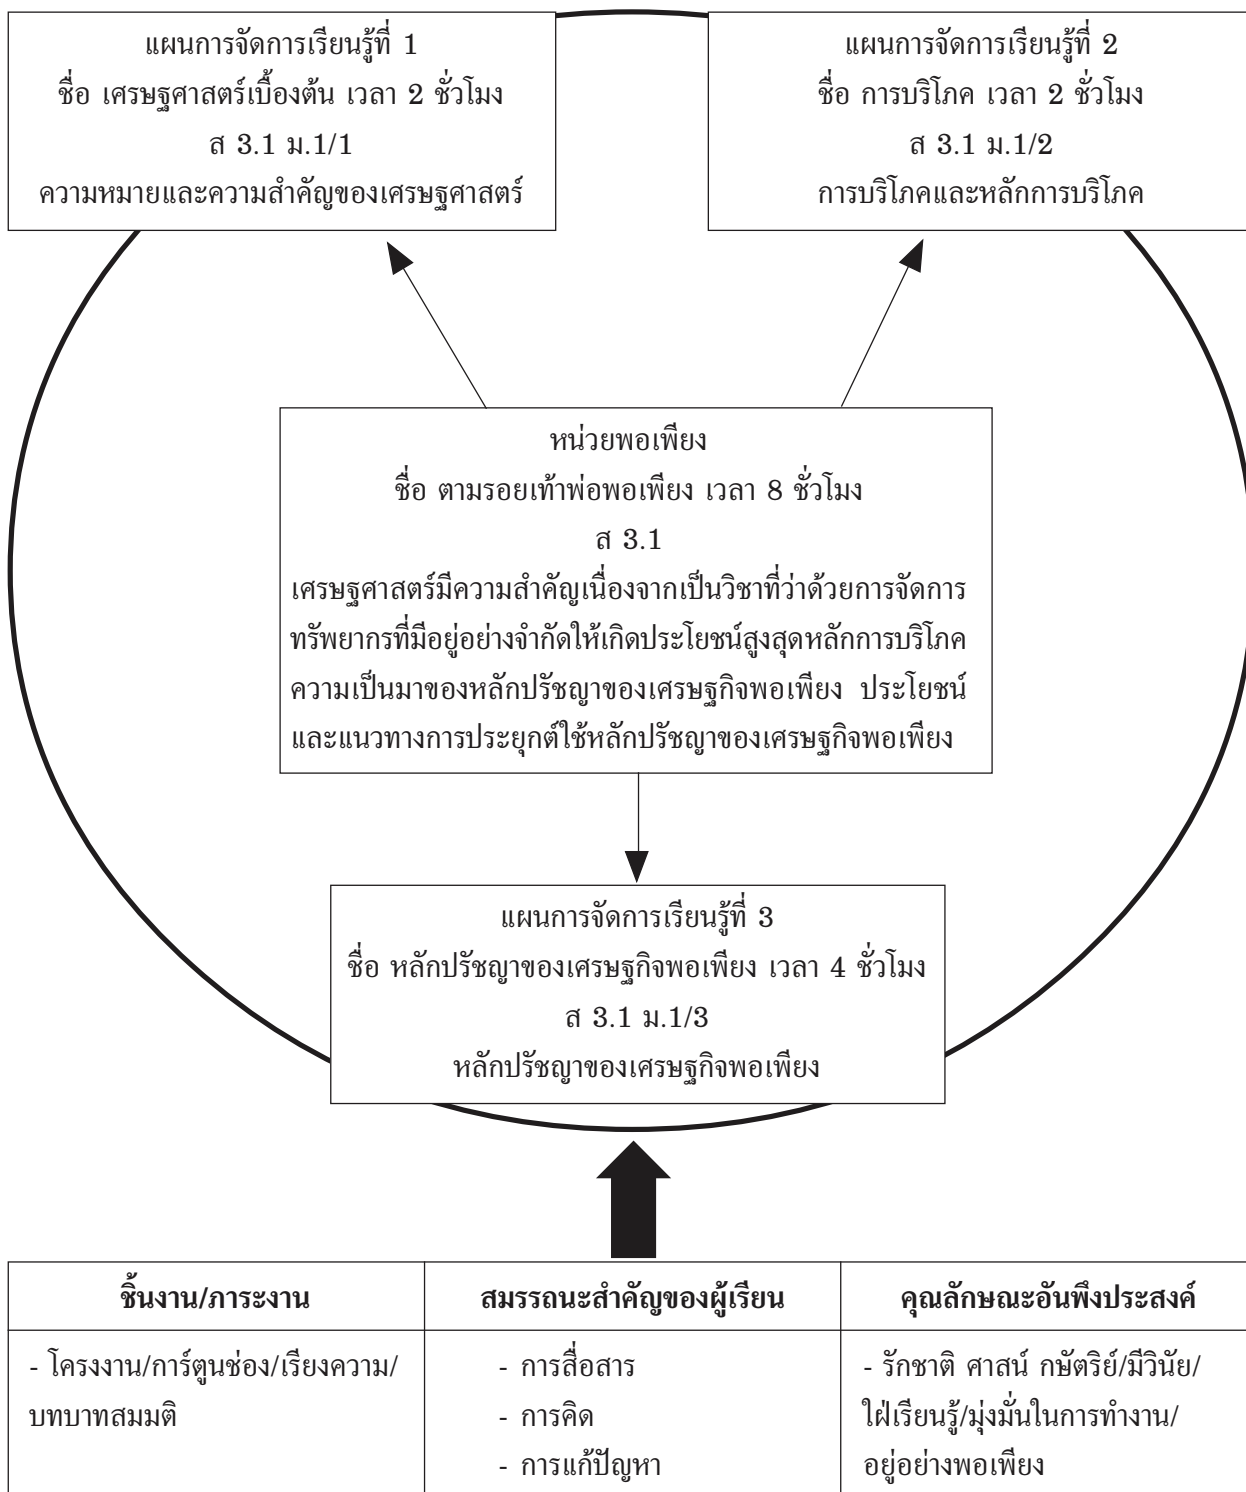 แผนการจัดการเรียนรู้ที่ 1
ชื่อ เศรษฐศาสตร์เบื้องต้น เวลา 2 ชั่วโมง
ส 3.1 ม.1/1
ความหมายและความสำคัญของเศรษฐศาสตร์
แผนการจัดการเรียนรู้ที่ 2
ชื่อ การบริโภค เวลา 2 ชั่วโมง
ส 3.1 ม.1/2
การบริโภคและหลักการบริโภค
หน่วยพอเพียง
ชื่อ ตามรอยเท้าพ่อพอเพียง เวลา 8 ชั่วโมง
ส 3.1
เศรษฐศาสตร์มีความสำคัญเนื่องจากเป็นวิชาที่ว่าด้วยการจัดการ
ทรัพยากรที่มีอยู่อย่างจำกัดให้เกิดประโยชน์สูงสุดหลักการบริโภค
ความเป็นมาของหลักปรัชญาของเศรษฐกิจพอเพียง ประโยชน์
และแนวทางการประยุกต์ใช้หลักปรัชญาของเศรษฐกิจพอเพียง
แผนการจัดการเรียนรู้ที่ 3
ชื่อ หลักปรัชญาของเศรษฐกิจพอเพียง เวลา 4 ชั่วโมง
ส 3.1 ม.1/3
หลักปรัชญาของเศรษฐกิจพอเพียง
ชิ้นงาน/ภาระงาน
- โครงงาน/การ์ตูนช่อง/เรียงความ/
บทบาทสมมติ
สมรรถนะสำคัญของผู้เรียน
- การสื่อสาร
- การคิด
- การแก้ปัญหา
คุณลักษณะอันพึงประสงค์
- รักชาติ ศาสน์ กษัตริย์/มีวินัย/
ใฝ่เรียนรู้/มุ่งมั่นในการทำงาน/
อยู่อย่างพอเพียง